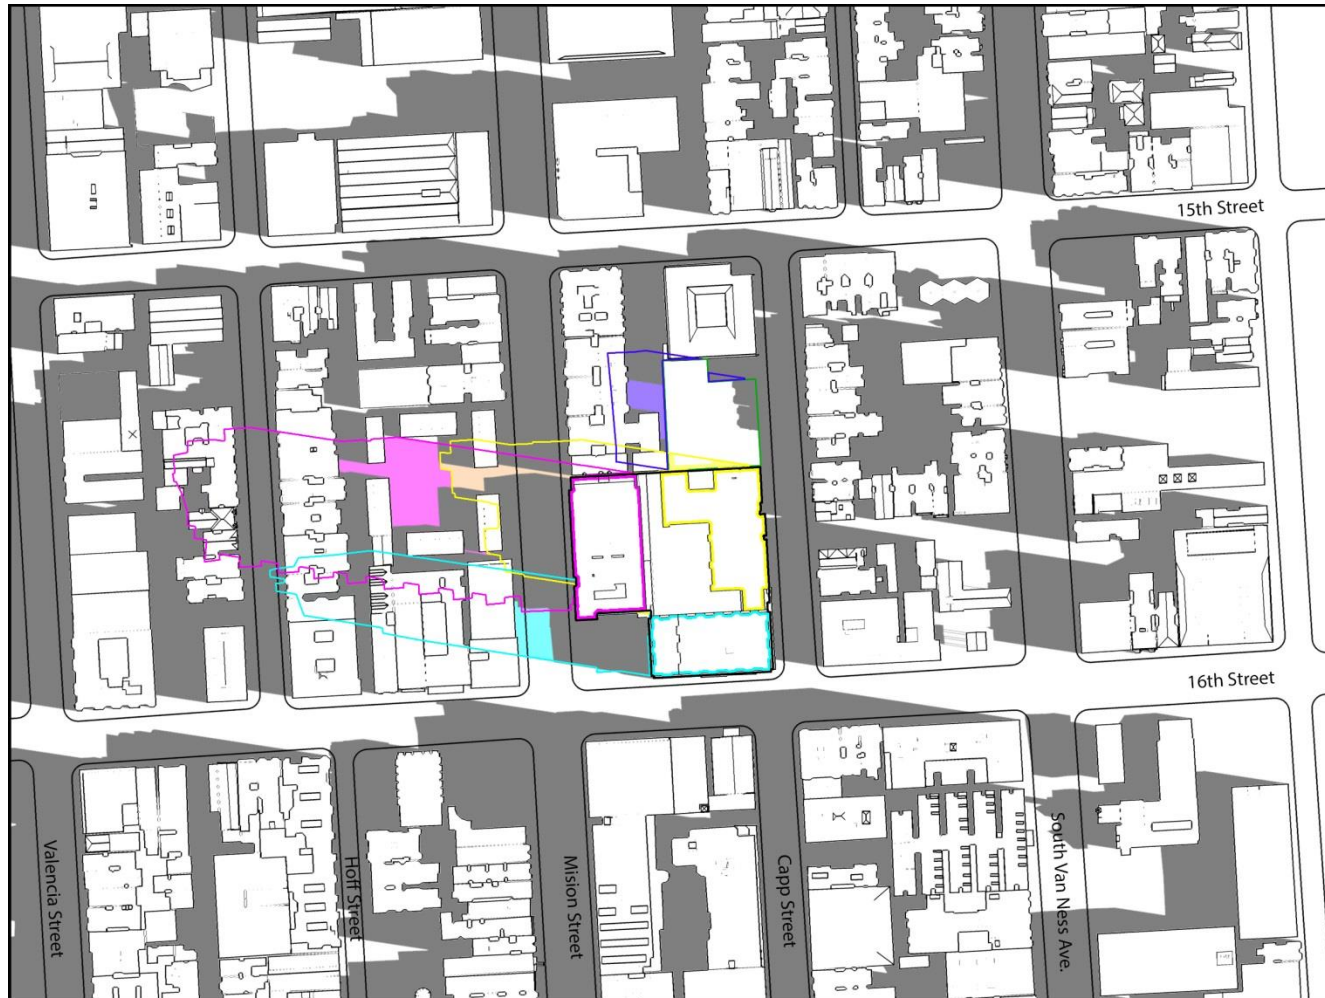 15th Street
16th Street
Valencia Street
Hoff Street
Mision Street
Capp Street
South Van Ness Ave.